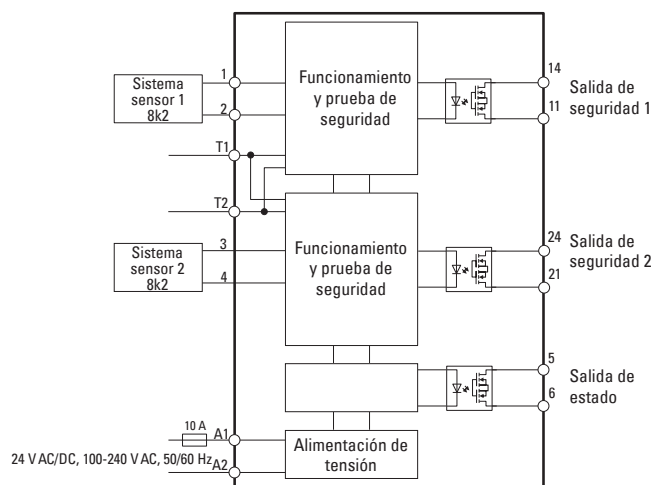 1
Sistema
sensor 1
8k2
2
Funcionamiento
y prueba de
seguridad
14
11
Salida de
seguridad 1
T1
T2
3
Sistema
sensor 2
8k2
4
Funcionamiento
y prueba de
seguridad
24
21
Salida de
seguridad 2
5
6
Salida de
estado
10 A
A1
24 V AC/DC, 100-240 V AC, 50/60 Hz
A2
Alimentación de
tensión